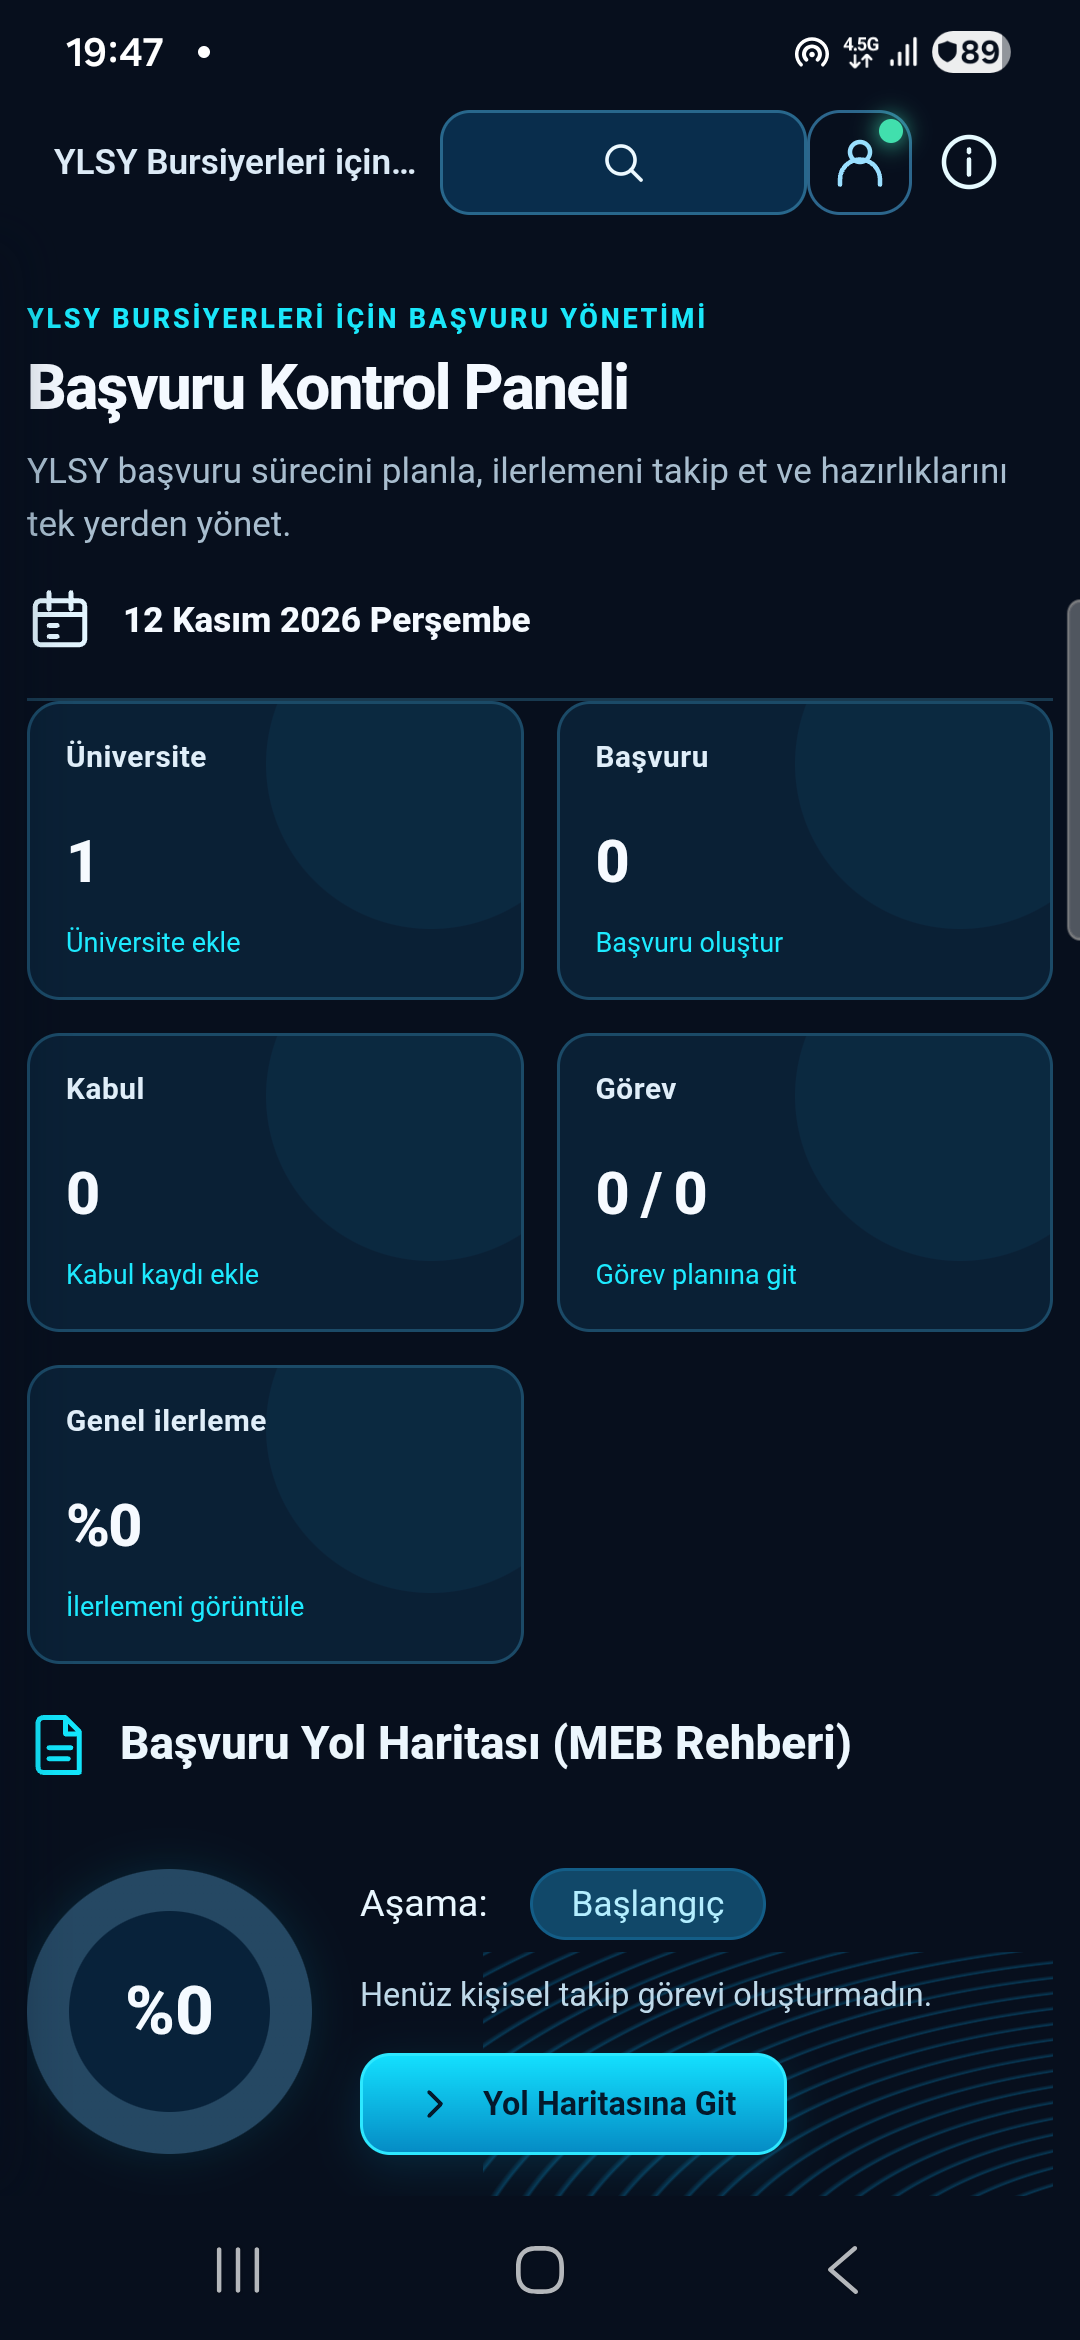 19:47
4.5G
89
YLSY Bursiyerleri için...
YLSY BURSİYERLERİ İÇİN BAŞVURU YÖNETİMİ
Başvuru Kontrol Paneli
YLSY başvuru sürecini planla, ilerlemeni takip et ve hazırlıklarını
tek yerden yönet.
12 Kasım 2026 Perşembe
Üniversite
1
Üniversite ekle
Başvuru
0
Başvuru oluştur
Kabul
0
Kabul kaydı ekle
Görev
0 / 0
Görev planına git
Genel ilerleme
%0
İlerlemeni görüntüle
Başvuru Yol Haritası (MEB Rehberi)
%0
Aşama:
Başlangıç
Henüz kişisel takip görevi oluşturmadın.
Yol Haritasına Git